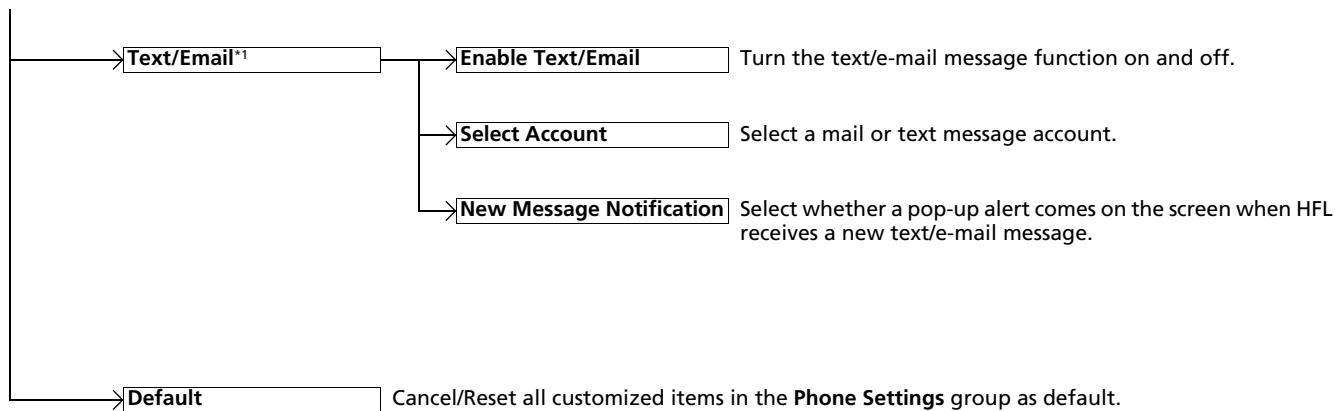 Text/Email*1
Enable Text/Email
Turn the text/e-mail message function on and off.
Select Account
Select a mail or text message account.
New Message Notification
Select whether a pop-up alert comes on the screen when HFL
receives a new text/e-mail message.
Default
Cancel/Reset all customized items in the Phone Settings group as default.